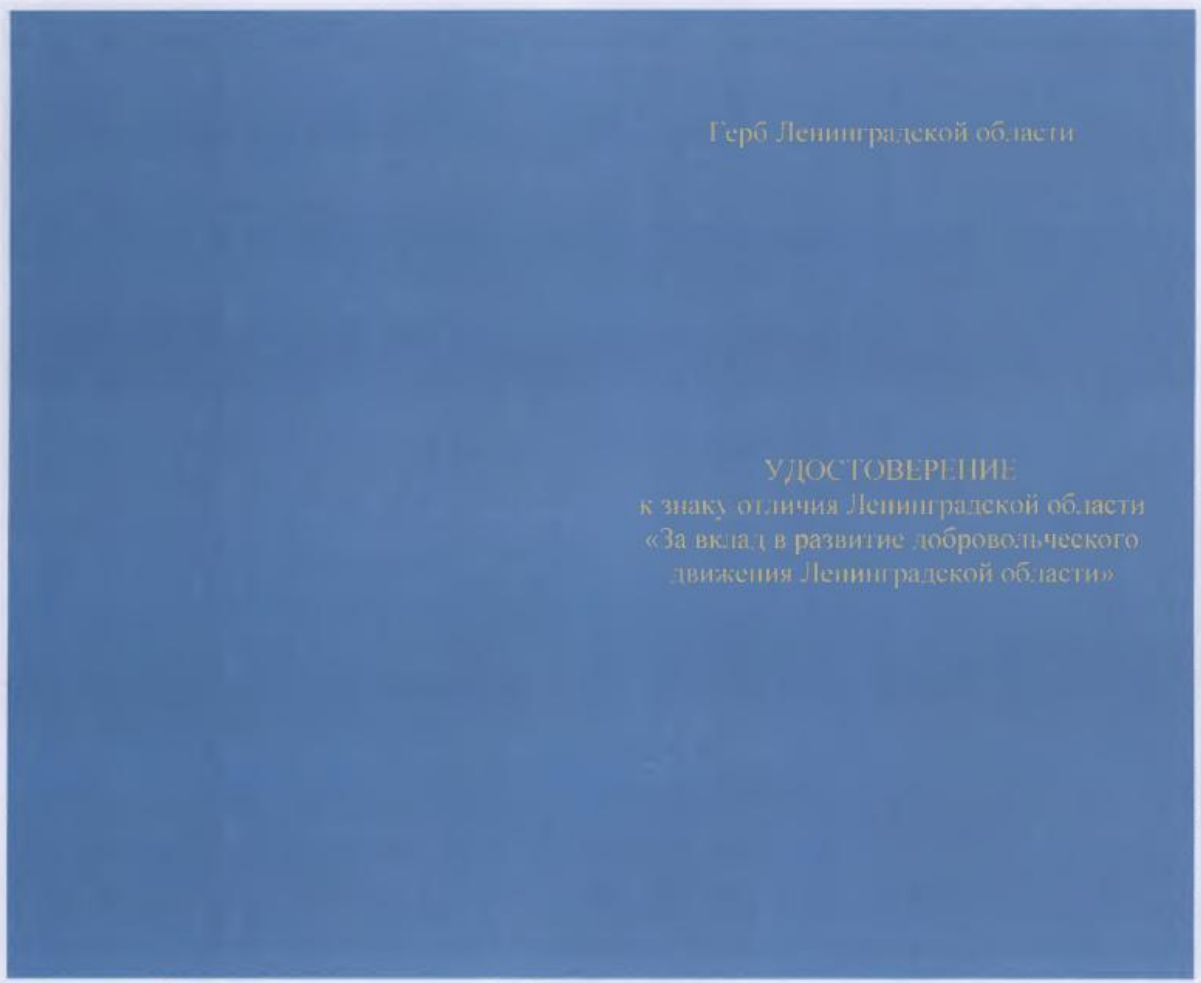 Герб Ленинградской области
УДОСТОВЕРЕНИЕ
к знаку отличия Ленинградской области
«За вклад в развитие добровольческого
движения Ленинградской области»